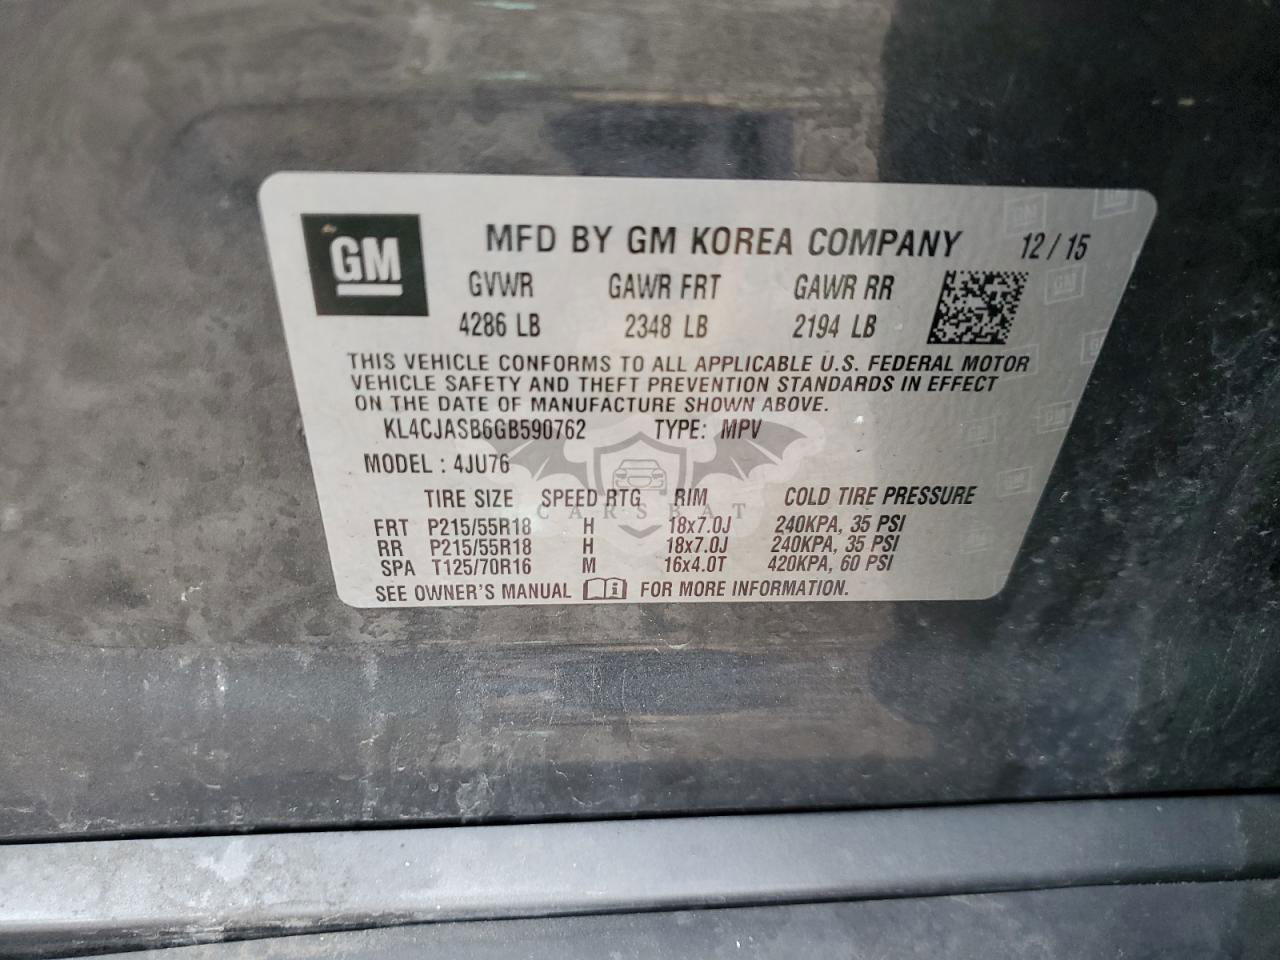 GM
MFD BY GM KOREA COMPANY 12/15
GVWR GAWR FRT GAWR RR
4286 LB 2348 LB 2194 LB
THIS VEHICLE CONFORMS TO ALL APPLICABLE U.S. FEDERAL MOTOR
VEHICLE SAFETY AND THEFT PREVENTION STANDARDS IN EFFECT
ON THE DATE OF MANUFACTURE SHOWN ABOVE.
KL4CJASB6GB590762 TYPE: MPV
MODEL : 4JU76
TIRE SIZE SPEED RTG RIM COLD TIRE PRESSURE
CARSBAT
FRT P215/55R18 H 18x7.0J 240KPA, 35 PSI
RR P215/55R18 H 18x7.0J 240KPA, 35 PSI
SPA T125/70R16 M 16x4.0T 420KPA, 60 PSI
SEE OWNER'S MANUAL i FOR MORE INFORMATION.